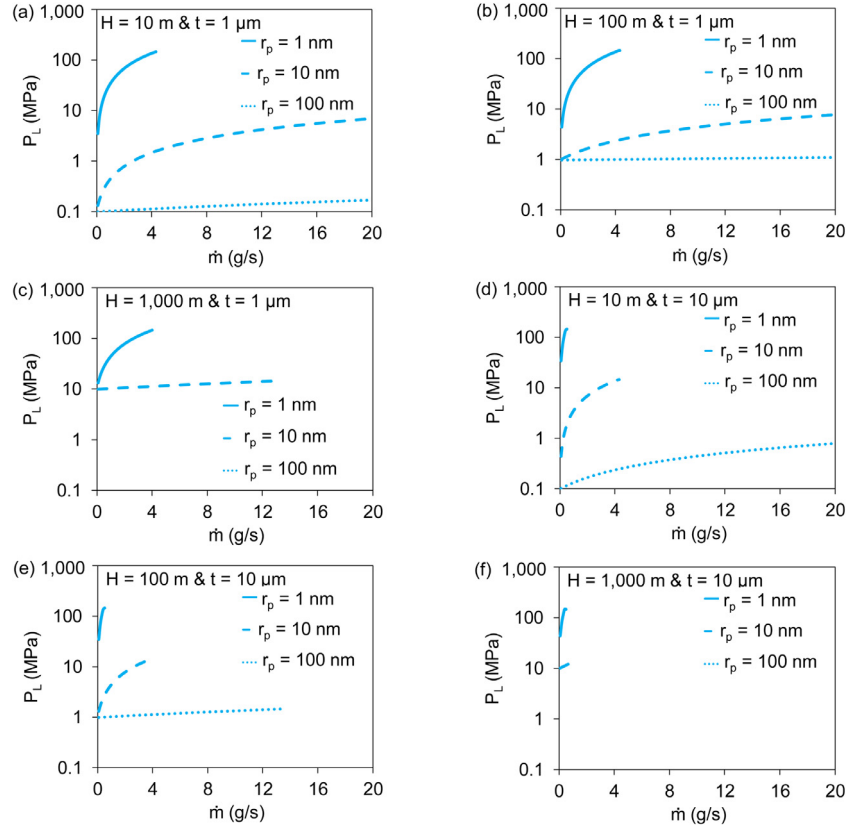 (a)
1,000
H = 10 m & t = 1 µm
100
10
1
0.1
P_L (MPa)
r_p = 1 nm
r_p = 10 nm
r_p = 100 nm
0 4 8 12 16 20
ṁ (g/s)
(b)
1,000
H = 100 m & t = 1 µm
100
10
1
0.1
P_L (MPa)
r_p = 1 nm
r_p = 10 nm
r_p = 100 nm
0 4 8 12 16 20
ṁ (g/s)
(c)
1,000
H = 1,000 m & t = 1 µm
100
10
1
0.1
P_L (MPa)
r_p = 1 nm
r_p = 10 nm
r_p = 100 nm
0 4 8 12 16 20
ṁ (g/s)
(d)
1,000
H = 10 m & t = 10 µm
100
10
1
0.1
P_L (MPa)
r_p = 1 nm
r_p = 10 nm
r_p = 100 nm
0 4 8 12 16 20
ṁ (g/s)
(e)
1,000
H = 100 m & t = 10 µm
100
10
1
0.1
P_L (MPa)
r_p = 1 nm
r_p = 10 nm
r_p = 100 nm
0 4 8 12 16 20
ṁ (g/s)
(f)
1,000
H = 1,000 m & t = 10 µm
100
10
1
0.1
P_L (MPa)
r_p = 1 nm
r_p = 10 nm
r_p = 100 nm
0 4 8 12 16 20
ṁ (g/s)